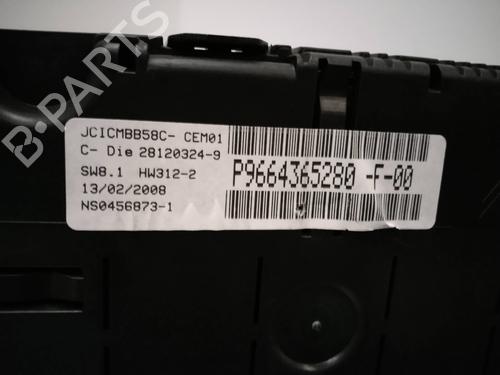 JCICMBB58C- CEM01
C- Die 28120324-9
SW8.1 HW312-2
13/02/2008
NS0456873-1
P9664365280 -F-00
B-PARTS